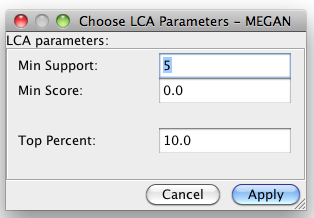 Choose LCA Parameters – MEGAN
LCA parameters:
Min Support: 5
Min Score: 0.0
Top Percent: 10.0
Cancel Apply